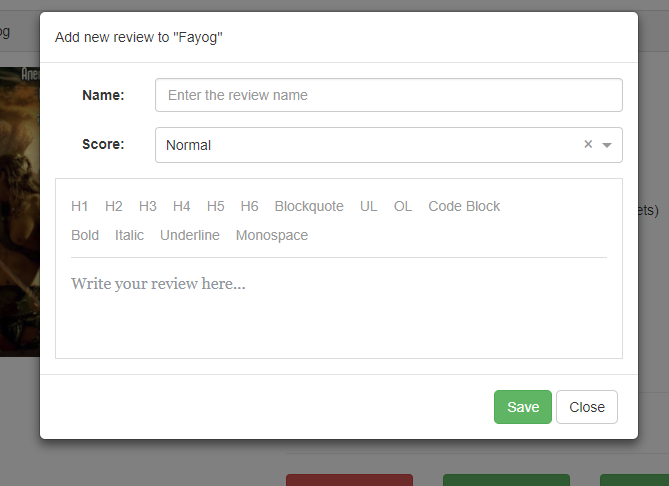 Add new review to "Fayog"
Name: Enter the review name
Score: Normal × 
H1 H2 H3 H4 H5 H6 Blockquote UL OL Code Block
Bold Italic Underline Monospace
Write your review here...
Save Close
og
ets)